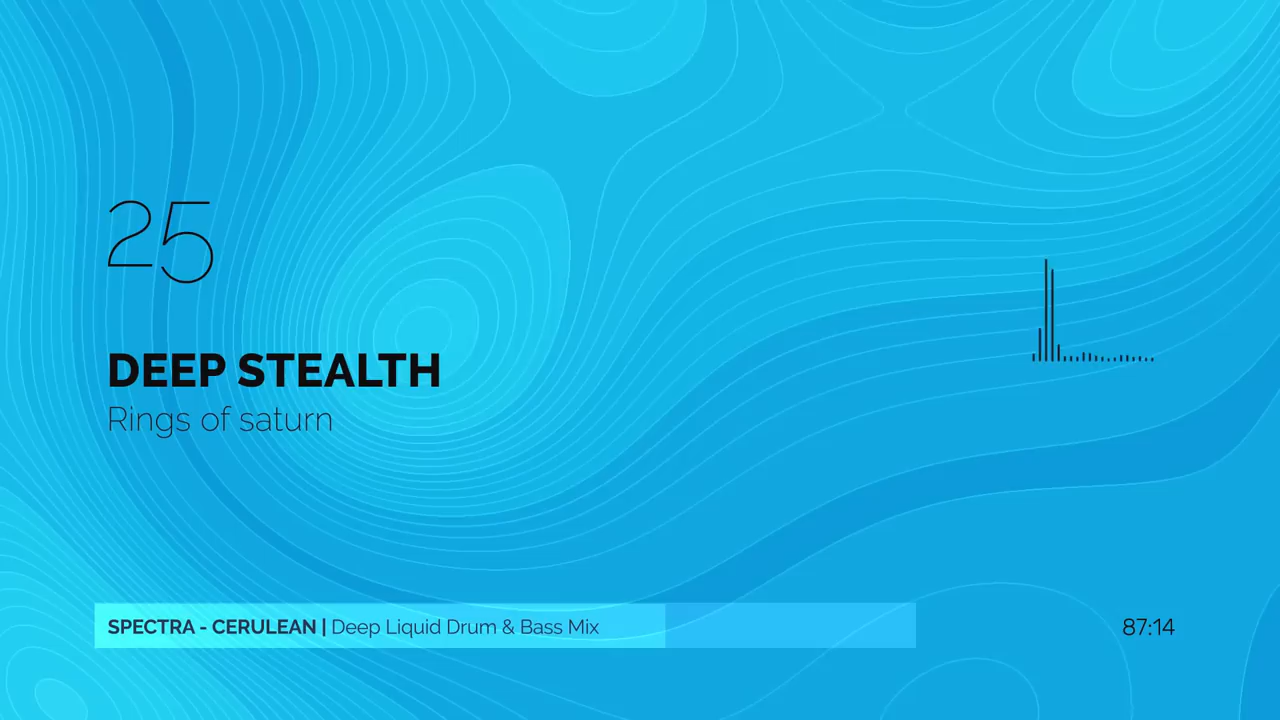 25
DEEP STEALTH
Rings of saturn
SPECTRA - CERULEAN | Deep Liquid Drum & Bass Mix
87:14